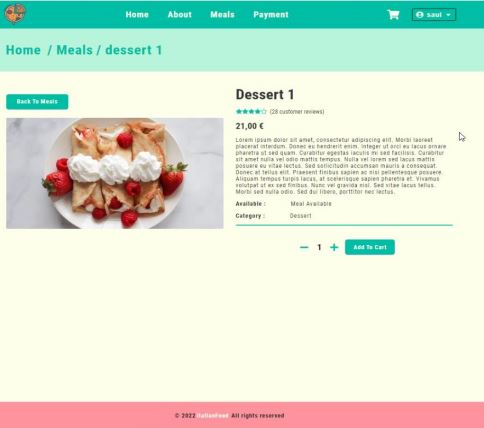 Home About Meals Payment saul
Home / Meals / dessert 1
Back To Meals
Dessert 1
(28 customer reviews)
21,00 €
Lorem ipsum dolor sit amet, consectetur adipiscing elit. Morbi laoreet
placerat interdum. Donec eu hendrerit enim. Integer ut orci eu lacus ornare
pharetra ut sed quam. Curabitur egestas iaculis mi sed facilisis. Curabitur
sit amet nulla vel odio mattis tempus. Nulla vel lorem sed lacus mattis
posuere eu vitae lectus. Sed sollicitudin accumsan mauris a consequat.
Donec at tellus elit. Praesent finibus sapien ac nisi pellentesque posuere.
Aliquam tempus turpis lacus, at scelerisque sapien pharetra et. Vivamus
volutpat ut ex sed finibus. Nunc vel gravida nisl. Sed vitae lacus tellus.
Morbi sed mattis odio. Sed dui libero, porttitor nec lectus.
Available : Meal Available
Category : Dessert
1 Add To Cart
© 2022 ItalianFood All rights reserved